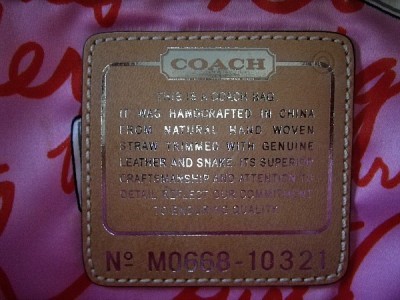 COACH
THIS IS A COACH BAG
IT WAS HANDCRAFTED IN CHINA
FROM NATURAL HAND WOVEN
STRAW TRIMMED WITH GENUINE
LEATHER AND SNAKE ITS SUPERIOR
CRAFTSMANSHIP AND ATTENTION TO
DETAIL REFLECT OUR COMMITMENT
TO ENDURING QUALITY
Nº M0668-10321